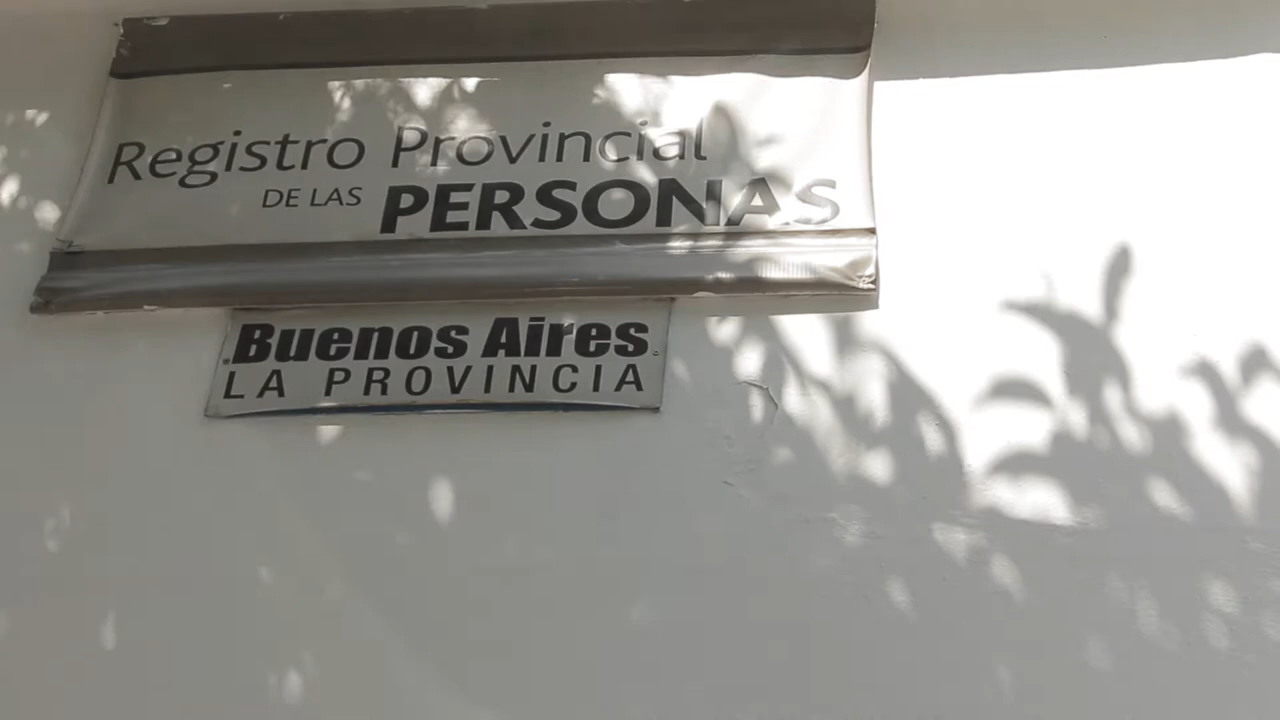 Registro Provincial
DE LAS PERSONAS
Buenos Aires
LA PROVINCIA